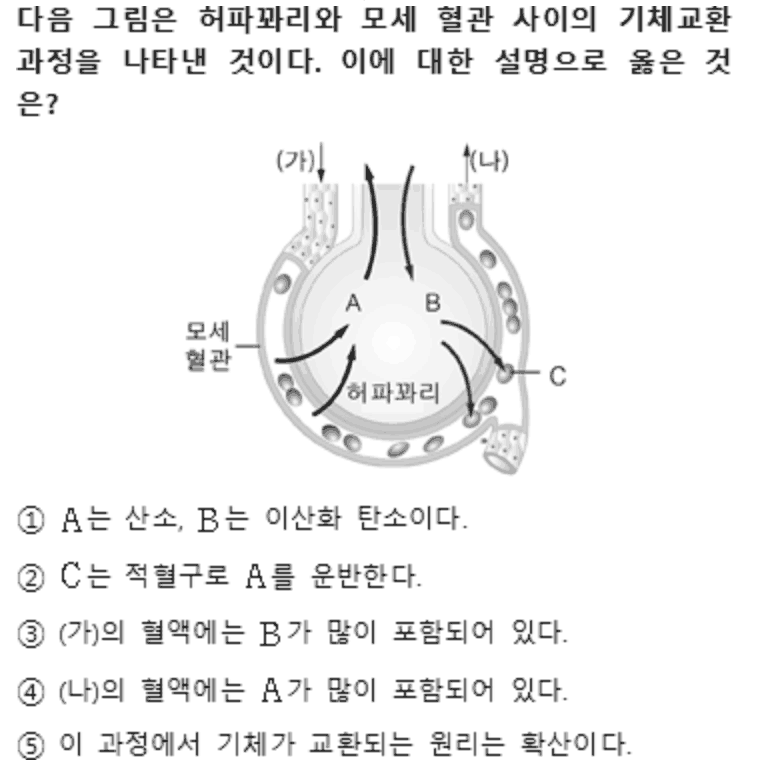 다음 그림은 허파꽈리와 모세 혈관 사이의 기체교환
과정을 나타낸 것이다. 이에 대한 설명으로 옳은 것
은?
(가)
(나)
A
B
모세
혈관
C
허파꽈리
① A는 산소, B는 이산화 탄소이다.
② C는 적혈구로 A를 운반한다.
③ (가)의 혈액에는 B가 많이 포함되어 있다.
④ (나)의 혈액에는 A가 많이 포함되어 있다.
⑤ 이 과정에서 기체가 교환되는 원리는 확산이다.